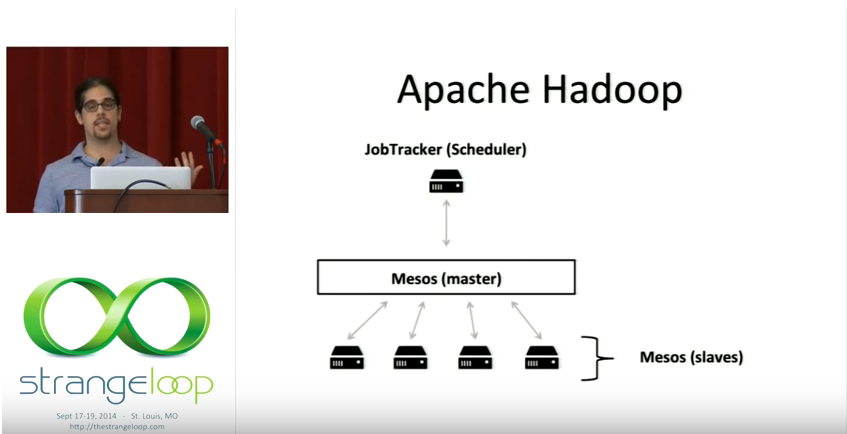 Apache Hadoop
JobTracker (Scheduler)
Mesos (master)
Mesos (slaves)
strangeloop
Sept 17-19, 2014 - St. Louis, MO
http://thestrangeloop.com